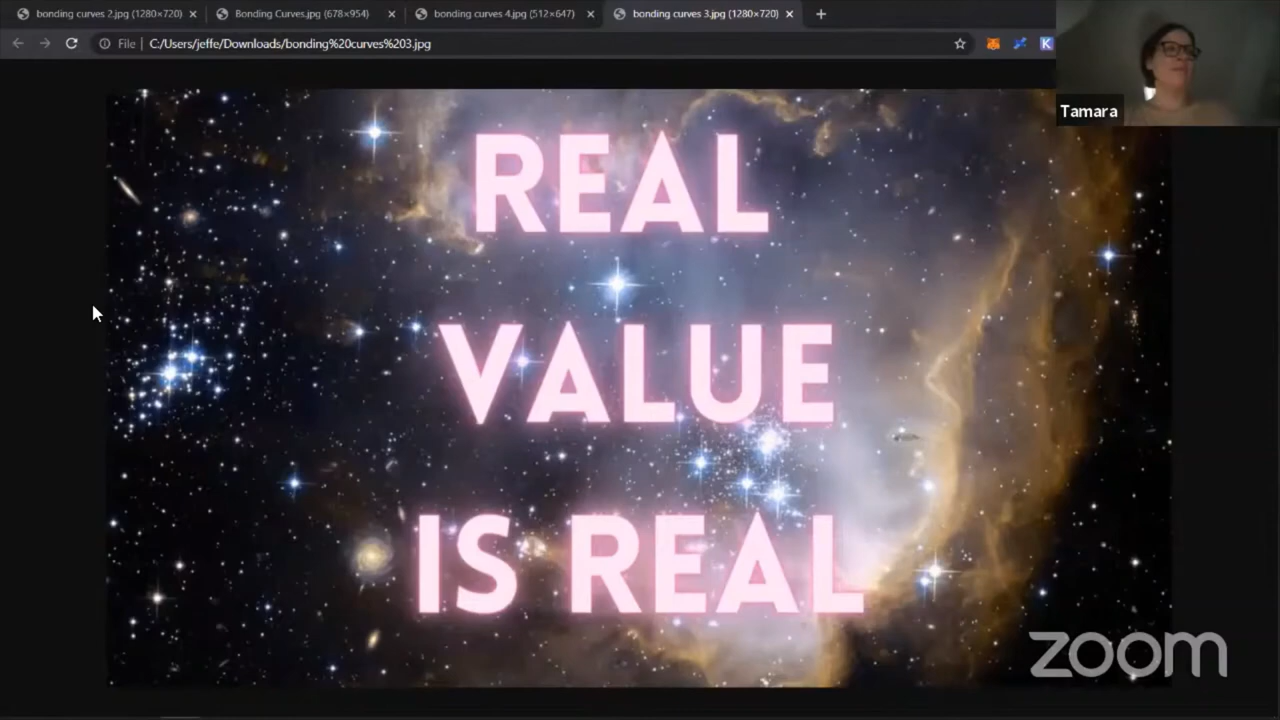 bonding curves 2.jpg (1280×720)
Bonding Curves.jpg (678×954)
bonding curves 4.jpg (512×647)
bonding curves 3.jpg (1280×720)
File
C:/Users/jeffe/Downloads/bonding%20curves%203.jpg
K
Tamara
REAL
VALUE
IS REAL
zoom